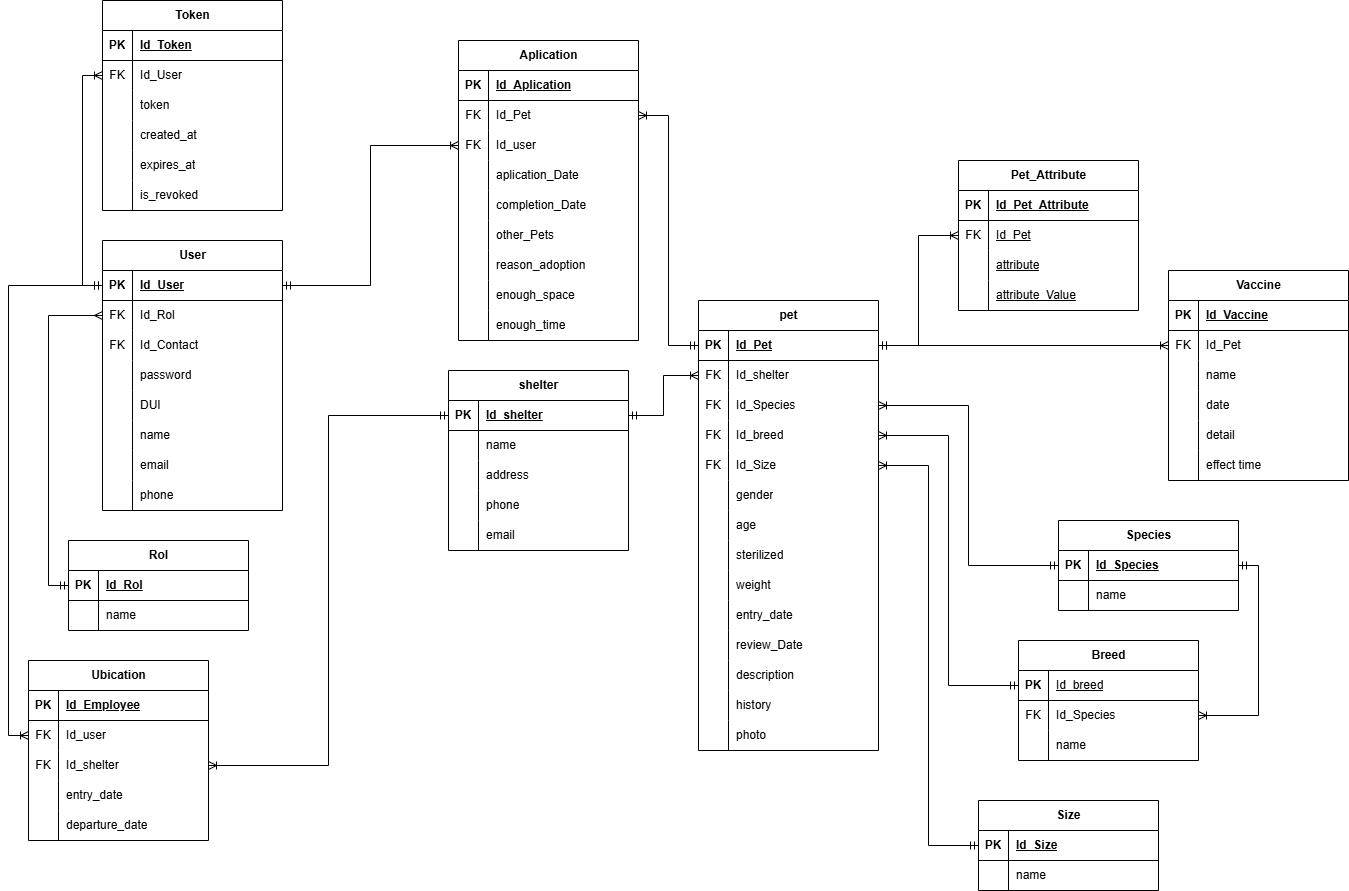 Token
PK Id_Token
FK Id_User
token
created_at
expires_at
is_revoked
User
PK Id_User
FK Id_Rol
FK Id_Contact
password
DUI
name
email
phone
Rol
PK Id_Rol
name
Ubication
PK Id_Employee
FK Id_user
FK Id_shelter
entry_date
departure_date
Aplication
PK Id_Aplication
FK Id_Pet
FK Id_user
aplication_Date
completion_Date
other_Pets
reason_adoption
enough_space
enough_time
shelter
PK Id_shelter
name
address
phone
email
pet
PK Id_Pet
FK Id_shelter
FK Id_Species
FK Id_breed
FK Id_Size
gender
age
sterilized
weight
entry_date
review_Date
description
history
photo
Pet_Attribute
PK Id_Pet_Attribute
FK Id_Pet
attribute
attribute_Value
Vaccine
PK Id_Vaccine
FK Id_Pet
name
date
detail
effect time
Species
PK Id_Species
name
Breed
PK Id_breed
FK Id_Species
name
Size
PK Id_Size
name